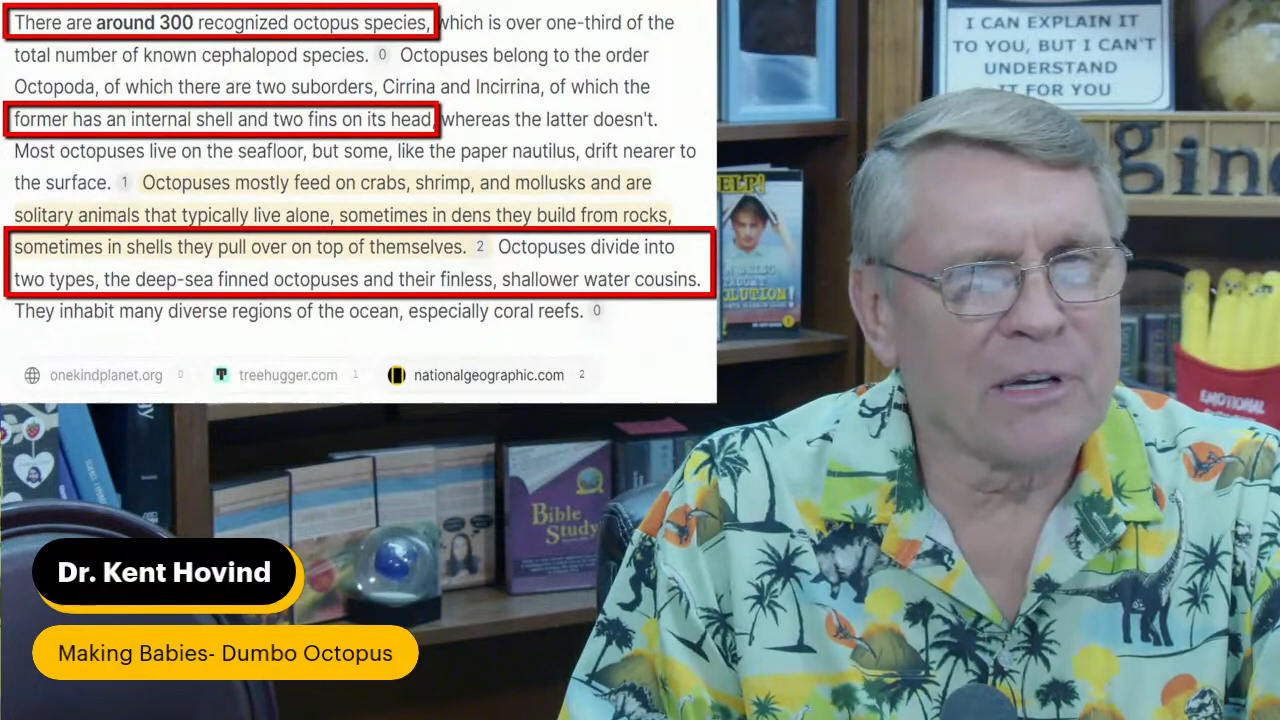 There are around 300 recognized octopus species, which is over one-third of the
total number of known cephalopod species. 0 Octopuses belong to the order
Octopoda, of which there are two suborders, Cirrina and Incirrina, of which the
former has an internal shell and two fins on its head, whereas the latter doesn't.
Most octopuses live on the seafloor, but some, like the paper nautilus, drift nearer to
the surface. 1 Octopuses mostly feed on crabs, shrimp, and mollusks and are
solitary animals that typically live alone, sometimes in dens they build from rocks,
sometimes in shells they pull over on top of themselves. 2 Octopuses divide into
two types, the deep-sea finned octopuses and their finless, shallower water cousins.
They inhabit many diverse regions of the ocean, especially coral reefs. 0
onekindplanet.org 0 treehugger.com 1 nationalgeographic.com 2
I CAN EXPLAIN IT
TO YOU, BUT I CAN'T
UNDERSTAND
IT FOR YOU
gin
HELP!
OLUTION!
EMOTIONAL
Bible
Study
Dr. Kent Hovind
Making Babies- Dumbo Octopus